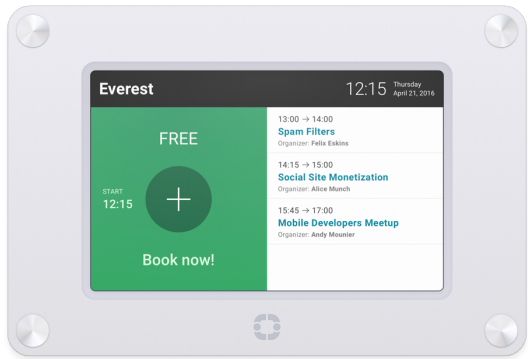 Everest
12:15
Thursday
April 21, 2016
FREE
START
12:15
Book now!
13:00 → 14:00
Spam Filters
Organizer: Felix Eskins
14:15 → 15:00
Social Site Monetization
Organizer: Alice Munch
15:45 → 17:00
Mobile Developers Meetup
Organizer: Andy Mounier